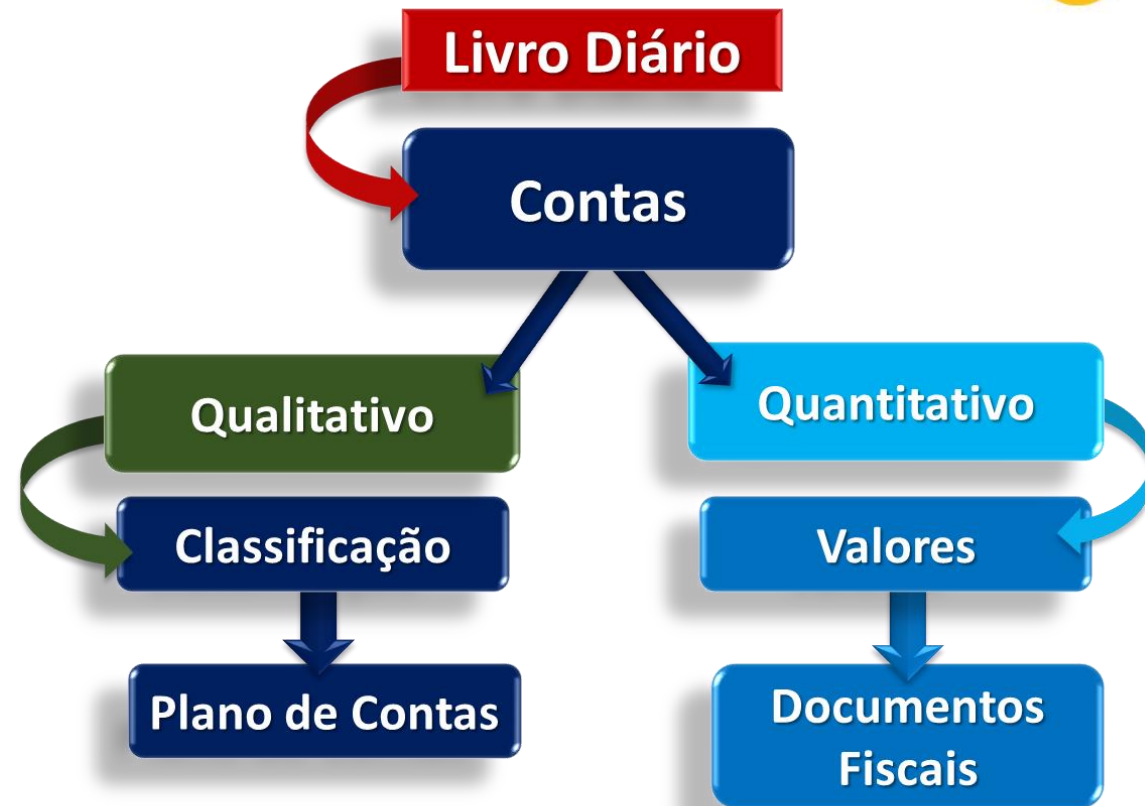 Livro Diário
Contas
Qualitativo
Quantitativo
Classificação
Valores
Plano de Contas
Documentos
Fiscais